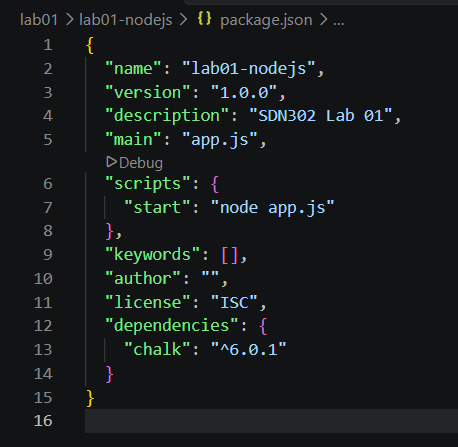 lab01 > lab01-nodejs > {} package.json > ...
1 {
2 "name": "lab01-nodejs",
3 "version": "1.0.0",
4 "description": "SDN302 Lab 01",
5 "main": "app.js",
Debug
6 "scripts": {
7 "start": "node app.js"
8 },
9 "keywords": [],
10 "author": "",
11 "license": "ISC",
12 "dependencies": {
13 "chalk": "^6.0.1"
14 }
15 }
16